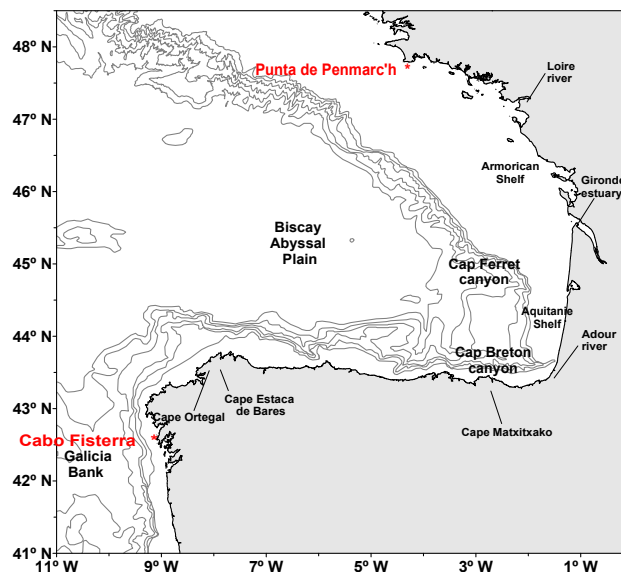 48º N
Punta de Penmarc'h *
Loire
river
47º N
Armorican
Shelf
46º N
Gironde
estuary
Biscay
Abyssal
Plain
45º N
Cap Ferret
canyon
Aquitanie
Shelf
44º N
Adour
river
Cap Breton
canyon
Cape Estaca
de Bares
43º N
Cape Ortegal
Cape Matxitxako
Cabo Fisterra *
Galicia
Bank
42º N
41º N
11º W 9º W 7º W 5º W 3º W 1º W